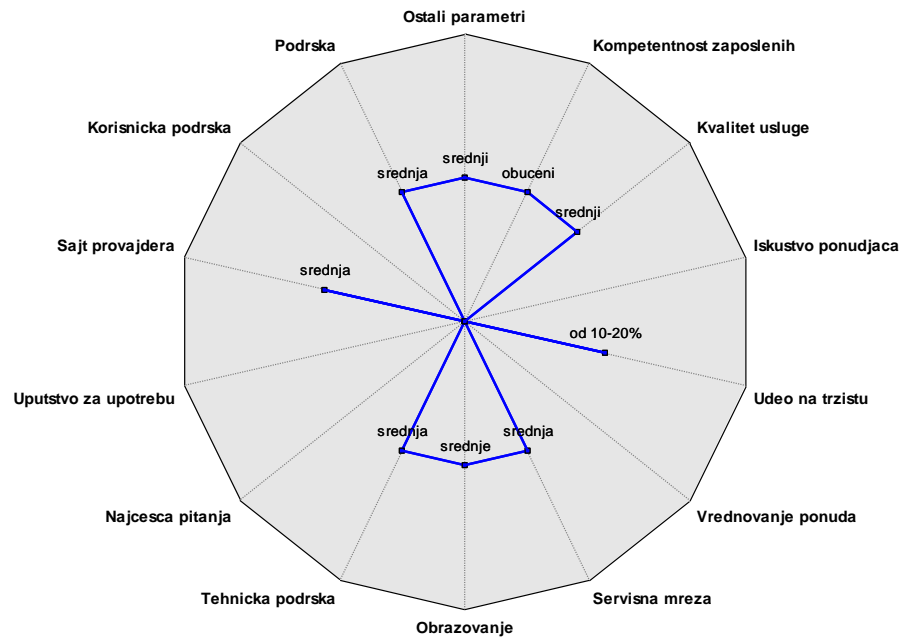 Ostali parametri
Podrska
Kompetentnost zaposlenih
Korisnicka podrska
Kvalitet usluge
srednji
srednja
obuceni
srednji
Sajt provajdera
Iskustvo ponudjaca
srednja
od 10-20%
Uputstvo za upotrebu
Udeo na trzistu
srednja
srednje
srednja
Najcesca pitanja
Vrednovanje ponuda
Tehnicka podrska
Servisna mreza
Obrazovanje